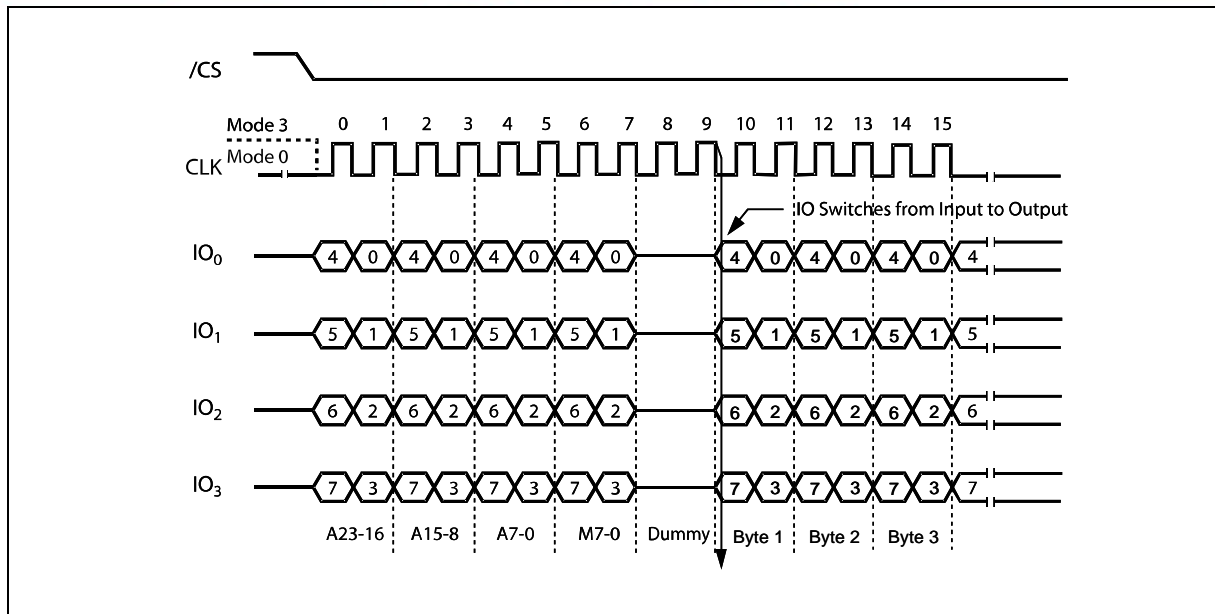 /CS
Mode 3
0 1 2 3 4 5 6 7 8 9 10 11 12 13 14 15
Mode 0
CLK
IO Switches from Input to Output
IO0 4 0 4 0 4 0 4 0 4 0 4 0 4 0 4
IO1 5 1 5 1 5 1 5 1 5 1 5 1 5 1 5
IO2 6 2 6 2 6 2 6 2 6 2 6 2 6 2 6
IO3 7 3 7 3 7 3 7 3 7 3 7 3 7 3 7
A23-16 A15-8 A7-0 M7-0 Dummy Byte 1 Byte 2 Byte 3